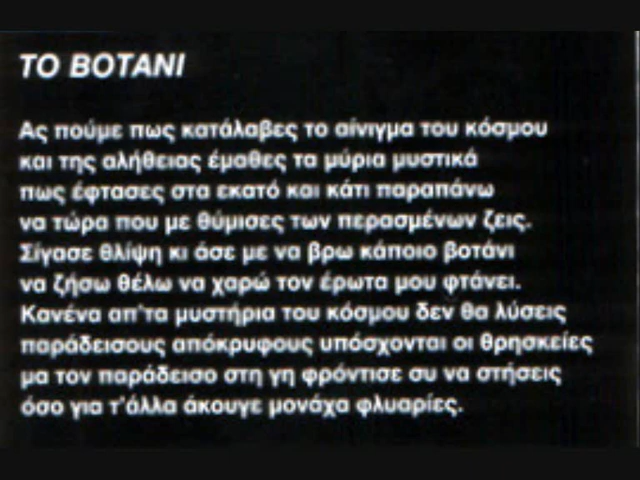 ΤΟ ΒΟΤΑΝΙ
Ας πούμε πως κατάλαβες το αίνιγμα του κόσμου
και της αλήθειας έμαθες τα μύρια μυστικά
πως έφτασες στα εκατό και κάτι παραπάνω
να τώρα που με θύμισες των περασμένων ζεις.
Σίγασε θλίψη κι άσε με να βρω κάποιο βοτάνι
να ζήσω θέλω να χαρώ τον έρωτα μου φτάνει.
Κανένα απ'τα μυστήρια του κόσμου δεν θα λύσεις
παράδεισους απόκρυφους υπόσχονται οι θρησκείες
μα τον παράδεισο στη γη φρόντισε συ να στήσεις
όσο για τ'άλλα άκουγε μονάχα φλυαρίες.